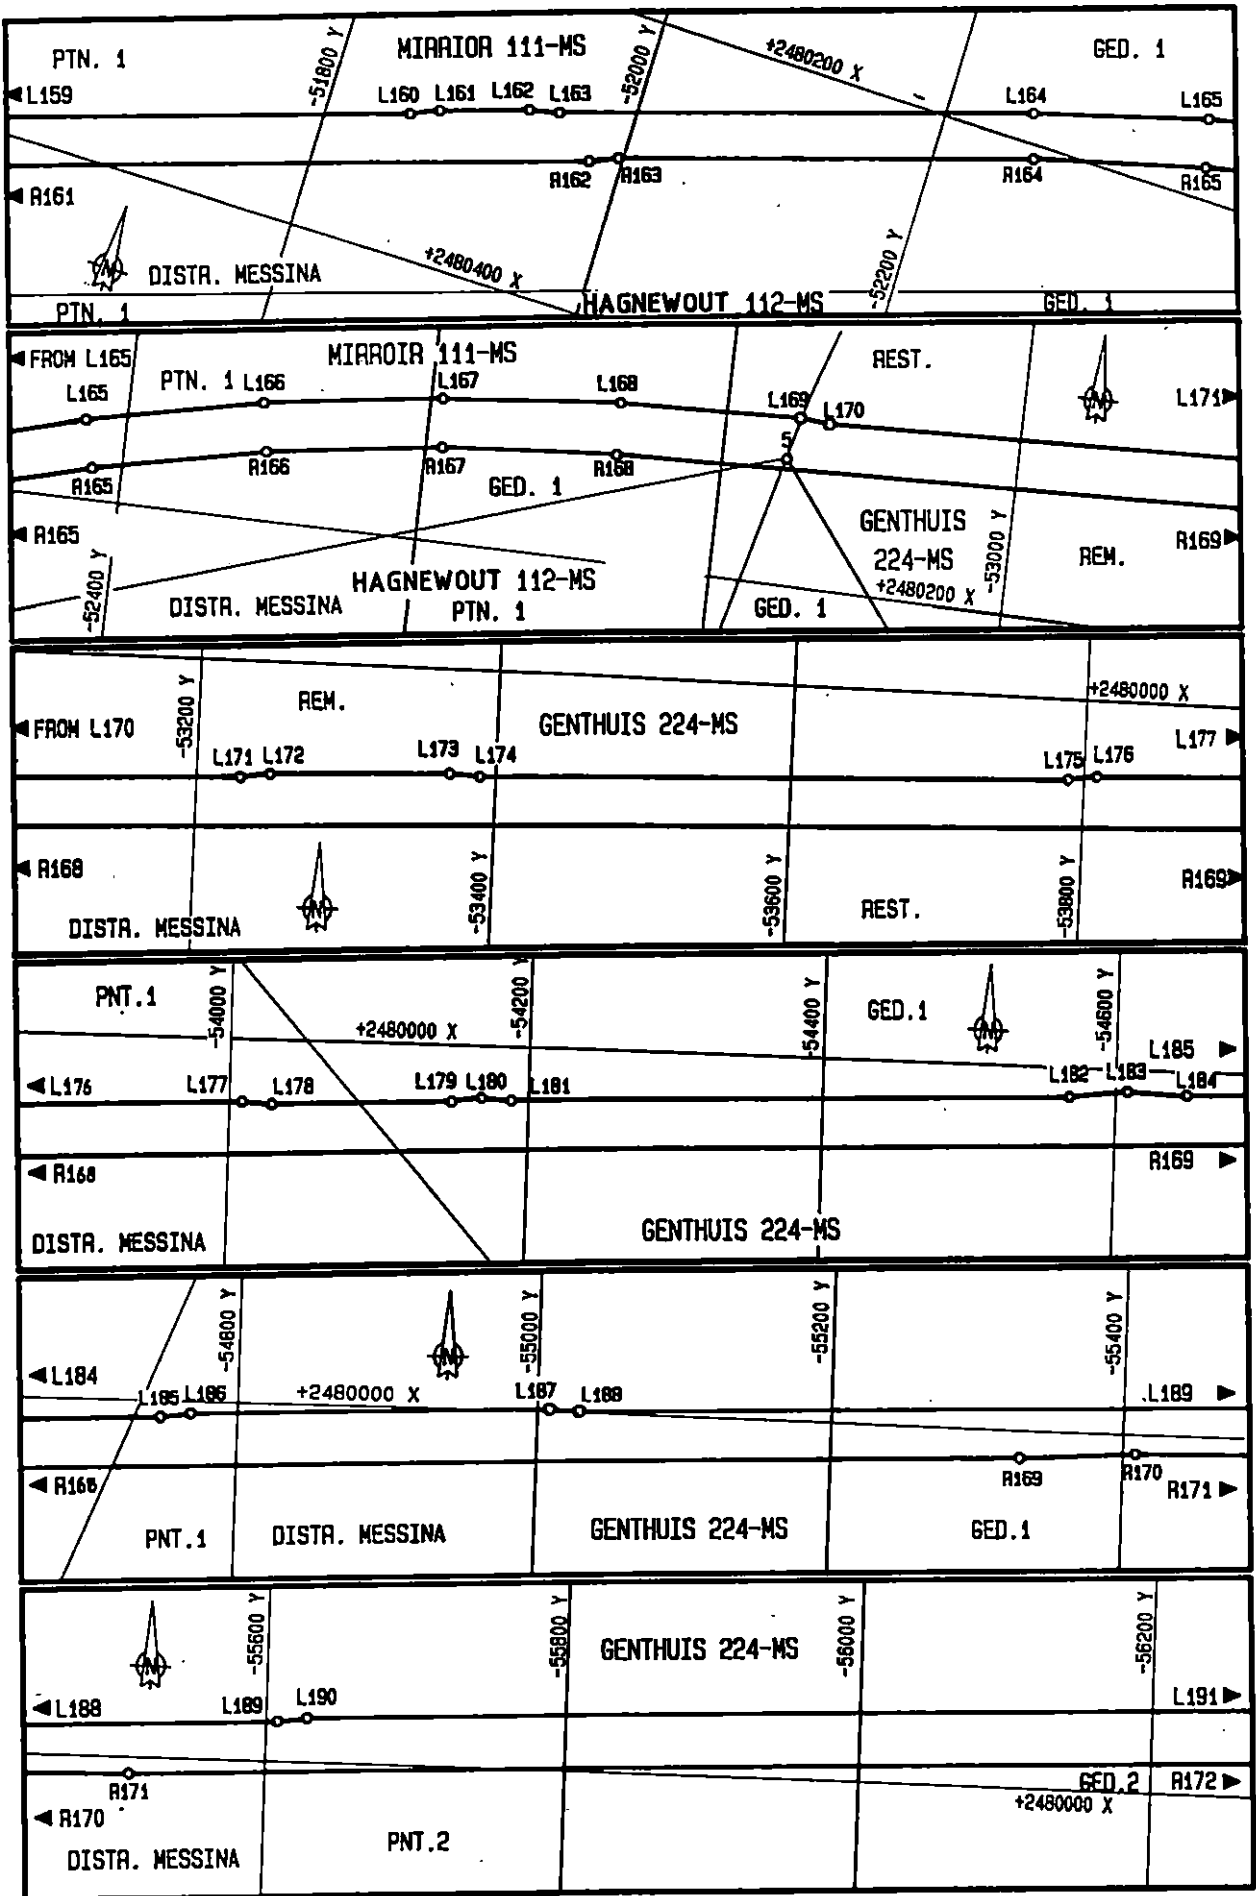 PTN. 1
-51800 Y
MIRRIOR 111-MS
-52000 Y
+2480200 X
GED. 1
L159
L160
L161
L162
L163
L164
L165
R161
R162
R163
R164
R165
N
DISTR. MESSINA
+2480400 X
-52200 Y
PTN. 1
HAGNEWOUT 112-MS
GED. 1
FROM L165
MIRROIR 111-MS
REST.
L165
PTN. 1
L166
L167
L168
L169
L170
N
L171
R165
R166
R167
R168
5
GED. 1
R165
GENTHUIS
224-MS
-53000 Y
REM.
R169
-52400 Y
HAGNEWOUT 112-MS
+2480200 X
DISTR. MESSINA
PTN. 1
GED. 1
-53200 Y
REM.
GENTHUIS 224-MS
+2480000 X
FROM L170
L177
L171
L172
L173
L174
L175
L176
R168
N
-53400 Y
-53600 Y
-53800 Y
R169
DISTR. MESSINA
REST.
PNT.1
-54000 Y
+2480000 X
-54200 Y
-54400 Y
GED.1
N
-54600 Y
L185
L176
L177
L178
L179
L180
L181
L182
L183
L184
R168
R169
DISTR. MESSINA
GENTHUIS 224-MS
-54800 Y
N
-55000 Y
-55200 Y
-55400 Y
L184
L185
L186
+2480000 X
L187
L188
L189
R168
R169
R170
R171
PNT.1
DISTR. MESSINA
GENTHUIS 224-MS
GED.1
N
-55600 Y
-55800 Y
GENTHUIS 224-MS
-56000 Y
-56200 Y
L188
L189
L190
L191
R171
GED.2
R172
R170
+2480000 X
DISTR. MESSINA
PNT.2